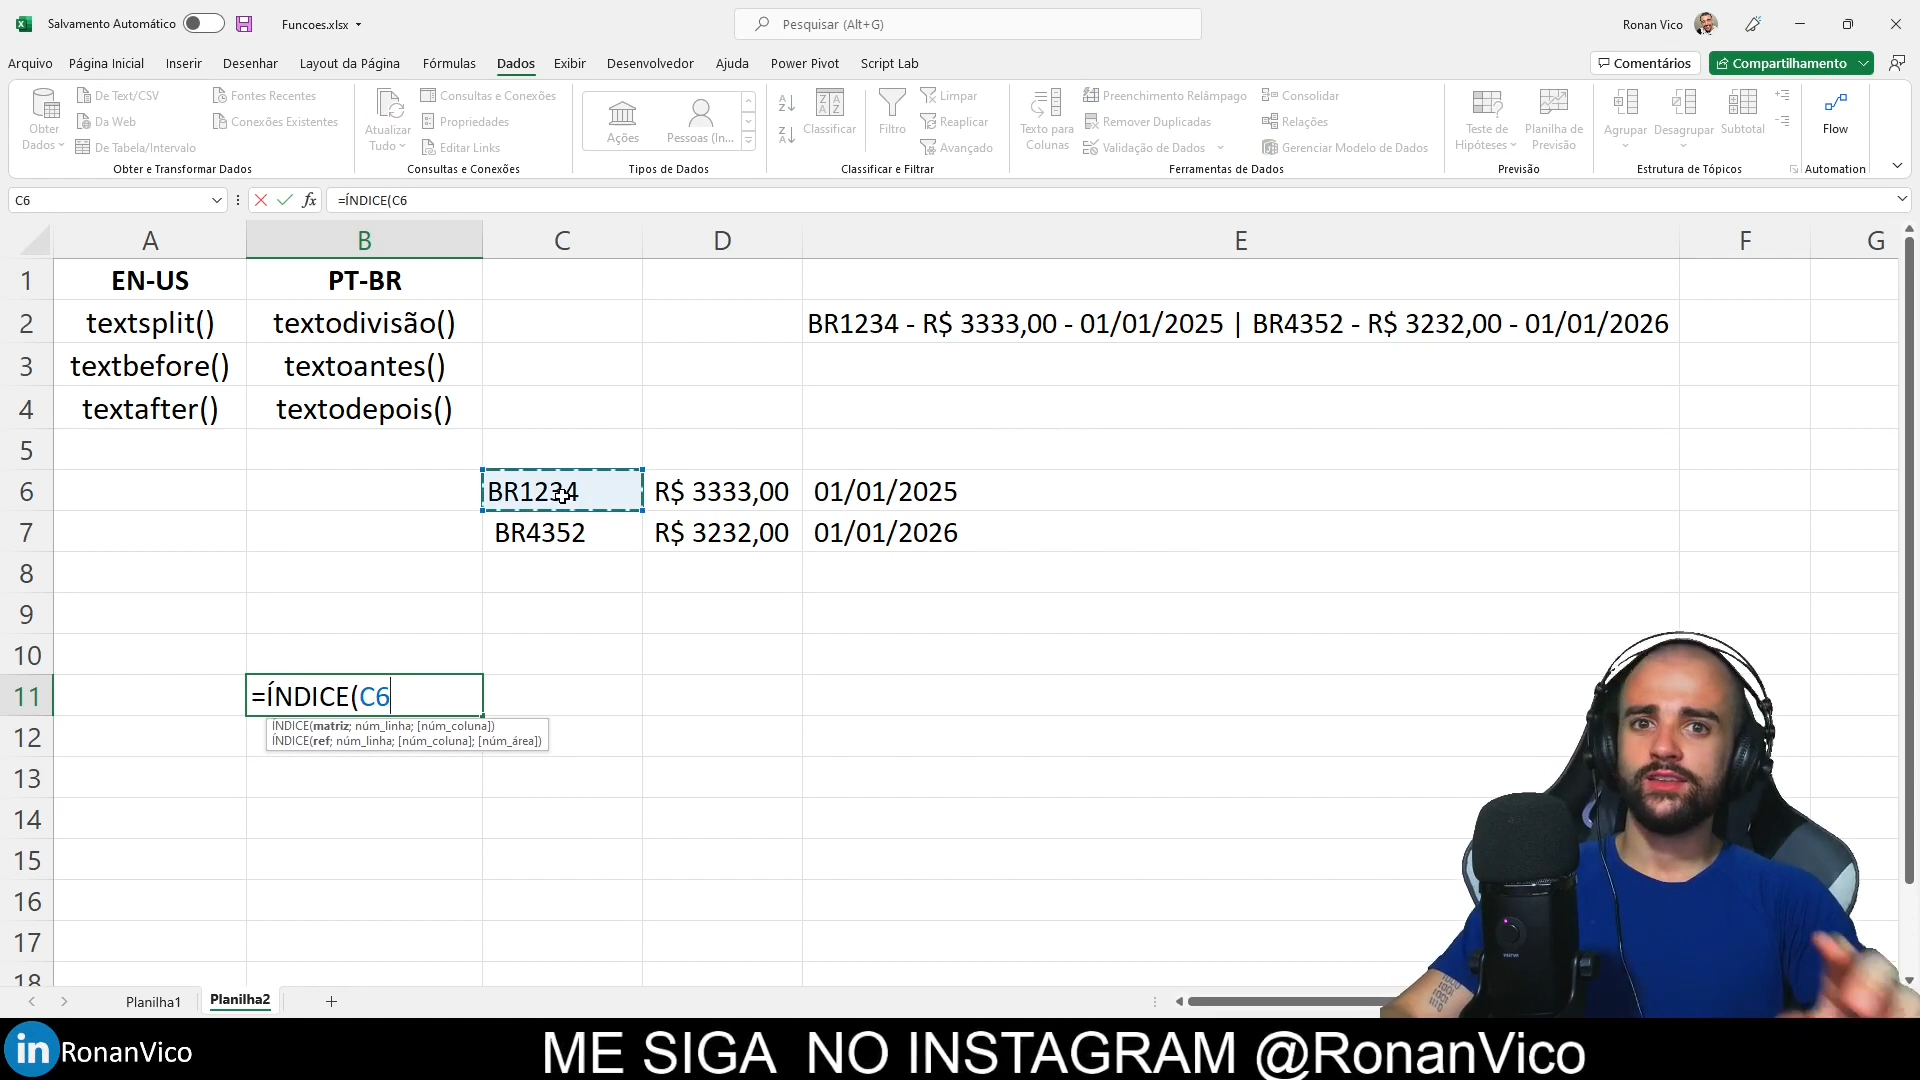 Salvamento Automático
Funcoes.xlsx
Pesquisar (Alt+G)
Ronan Vico
Arquivo Página Inicial Inserir Desenhar Layout da Página Fórmulas Dados Exibir Desenvolvedor Ajuda Power Pivot Script Lab
Comentários
Compartilhamento
Obter Dados
De Text/CSV
Da Web
De Tabela/Intervalo
Fontes Recentes
Conexões Existentes
Obter e Transformar Dados
Atualizar Tudo
Consultas e Conexões
Propriedades
Editar Links
Consultas e Conexões
Ações
Pessoas (In...
Tipos de Dados
Classificar
Filtro
Limpar
Reaplicar
Avançado
Classificar e Filtrar
Texto para Colunas
Preenchimento Relâmpago
Remover Duplicadas
Validação de Dados
Consolidar
Relações
Gerenciar Modelo de Dados
Ferramentas de Dados
Teste de Hipóteses
Planilha de Previsão
Previsão
Agrupar
Desagrupar
Subtotal
Estrutura de Tópicos
Flow
Automation
C6
fx
=ÍNDICE(C6
A B C D E F G
1 EN-US PT-BR
2 textsplit() textodivisão() BR1234 - R$ 3333,00 - 01/01/2025 | BR4352 - R$ 3232,00 - 01/01/2026
3 textbefore() textoantes()
4 textafter() textodepois()
5
6 BR1234 R$ 3333,00 01/01/2025
7 BR4352 R$ 3232,00 01/01/2026
8
9
10
11 =ÍNDICE(C6
ÍNDICE(matriz; núm_linha; [núm_coluna])
ÍNDICE(ref; núm_linha; [núm_coluna]; [núm_área])
12
13
14
15
16
17
18
Planilha1 Planilha2
in RonanVico
ME SIGA NO INSTAGRAM @RonanVico